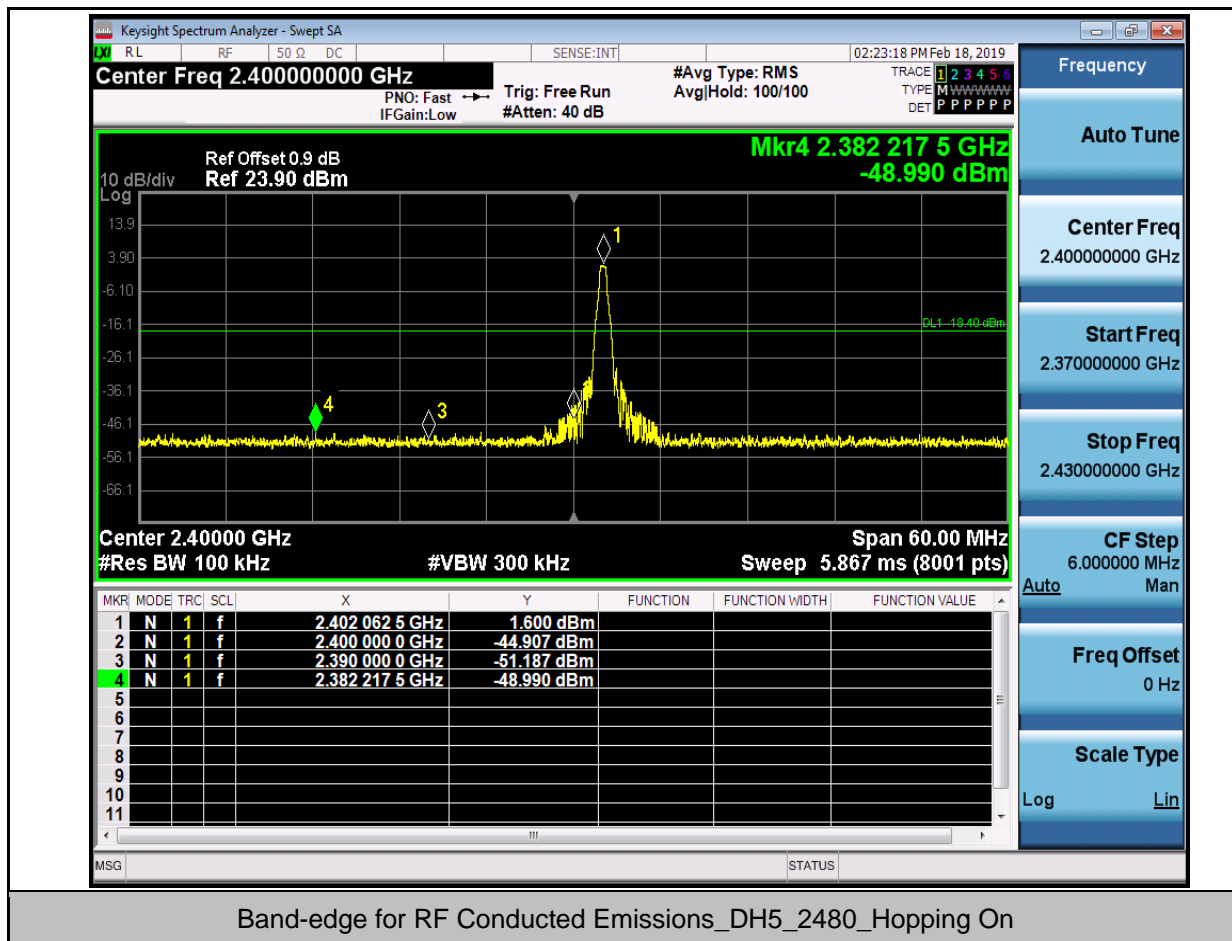 Keysight Spectrum Analyzer - Swept SA
LXI RL RF 50 Ω DC SENSE:INT 02:23:18 PM Feb 18, 2019
Center Freq 2.400000000 GHz
PNO: Fast
IFGain:Low
Trig: Free Run
#Atten: 40 dB
#Avg Type: RMS
Avg|Hold: 100/100
TRACE 1 2 3 4 5 6
TYPE M W W W W W
DET P P P P P P
Mkr4 2.382 217 5 GHz
-48.990 dBm
Ref Offset 0.9 dB
10 dB/div Ref 23.90 dBm
Log
13.9
3.90
-6.10
-16.1
-26.1
-36.1
-46.1
-56.1
-66.1
1
DL1 -18.40 dBm
4
3
Center 2.40000 GHz Span 60.00 MHz
#Res BW 100 kHz #VBW 300 kHz Sweep 5.867 ms (8001 pts)
MKR MODE TRC SCL X Y FUNCTION FUNCTION WIDTH FUNCTION VALUE
1 N 1 f 2.402 062 5 GHz 1.600 dBm
2 N 1 f 2.400 000 0 GHz -44.907 dBm
3 N 1 f 2.390 000 0 GHz -51.187 dBm
4 N 1 f 2.382 217 5 GHz -48.990 dBm
5
6
7
8
9
10
11
MSG STATUS
Frequency
Auto Tune
Center Freq
2.400000000 GHz
Start Freq
2.370000000 GHz
Stop Freq
2.430000000 GHz
CF Step
6.000000 MHz
Auto Man
Freq Offset
0 Hz
Scale Type
Log Lin
Band-edge for RF Conducted Emissions_DH5_2480_Hopping On